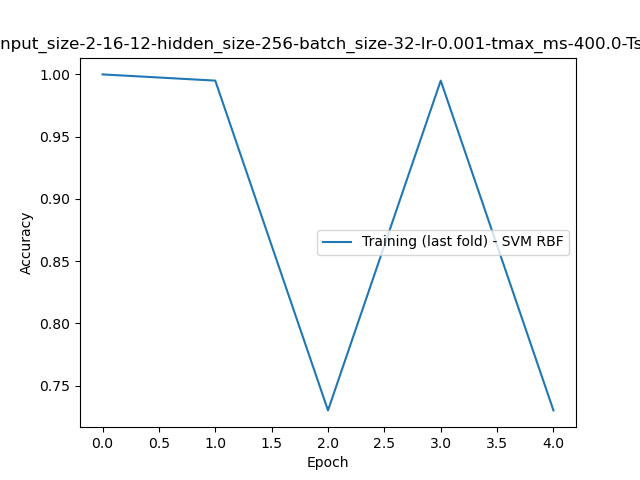 nput_size-2-16-12-hidden_size-256-batch_size-32-lr-0.001-tmax_ms-400.0-Ts
1.00
0.95
0.90
0.85
0.80
0.75
Accuracy
Training (last fold) - SVM RBF
0.0 0.5 1.0 1.5 2.0 2.5 3.0 3.5 4.0
Epoch